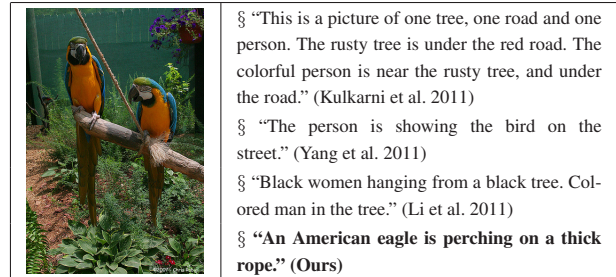 § “This is a picture of one tree, one road and one
person. The rusty tree is under the red road. The
colorful person is near the rusty tree, and under
the road.” (Kulkarni et al. 2011)
§ “The person is showing the bird on the
street.” (Yang et al. 2011)
§ “Black women hanging from a black tree. Col-
ored man in the tree.” (Li et al. 2011)
§ “An American eagle is perching on a thick
rope.” (Ours)